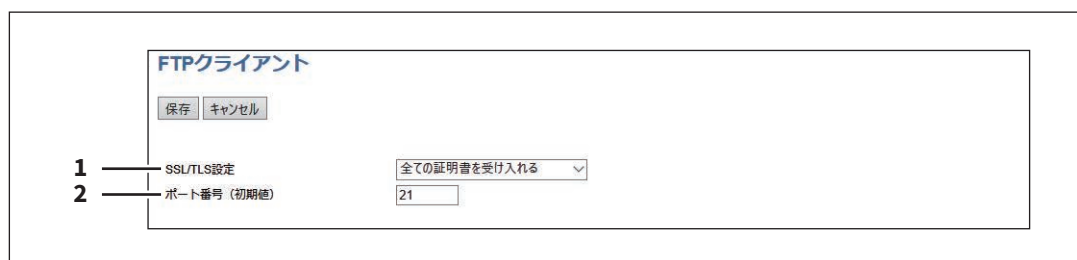 FTPクライアント
保存 キャンセル
1 SSL/TLS設定 全ての証明書を受け入れる
2 ポート番号（初期値） 21